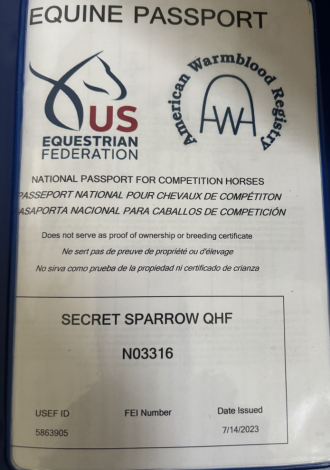 EQUINE PASSPORT
US
EQUESTRIAN
FEDERATION
American Warmblood Registry
AWR
NATIONAL PASSPORT FOR COMPETITION HORSES
PASSEPORT NATIONAL POUR CHEVAUX DE COMPÉTITON
PASAPORTA NACIONAL PARA CABALLOS DE COMPETICIÓN
Does not serve as proof of ownership or breeding certificate
Ne sert pas de preuve de propriété ou d'élevage
No sirva como prueba de la propiedad ni certificado de crianza
SECRET SPARROW QHF
N03316
USEF ID FEI Number Date Issued
5863905 7/14/2023